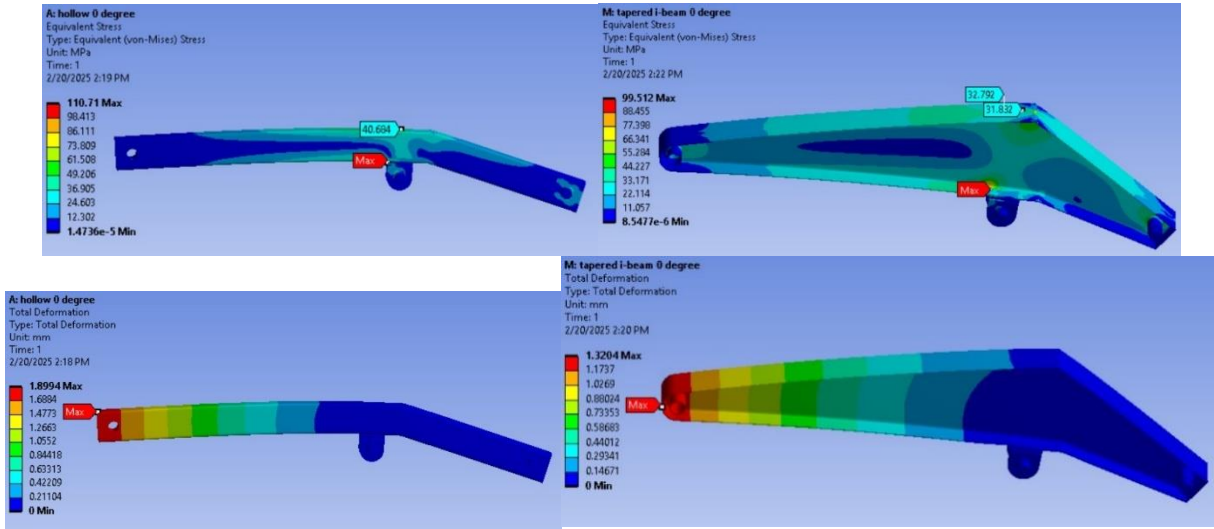 A: hollow 0 degree
Equivalent Stress
Type: Equivalent (von-Mises) Stress
Unit: MPa
Time: 1
2/20/2025 2:19 PM
110.71 Max
98.413
86.111
73.809
61.508
49.206
36.905
24.603
12.302
1.4736e-5 Min
40.684
Max
M: tapered i-beam 0 degree
Equivalent Stress
Type: Equivalent (von-Mises) Stress
Unit: MPa
Time: 1
2/20/2025 2:22 PM
99.512 Max
88.455
77.398
66.341
55.284
44.227
33.171
22.114
11.057
8.5477e-6 Min
32.792
31.832
Max
A: hollow 0 degree
Total Deformation
Type: Total Deformation
Unit: mm
Time: 1
2/20/2025 2:18 PM
1.8994 Max
1.6884
1.4773
1.2663
1.0552
0.84418
0.63313
0.42209
0.21104
0 Min
Max
M: tapered i-beam 0 degree
Total Deformation
Type: Total Deformation
Unit: mm
Time: 1
2/20/2025 2:20 PM
1.3204 Max
1.1737
1.0269
0.88024
0.73353
0.58683
0.44012
0.29341
0.14671
0 Min
Max